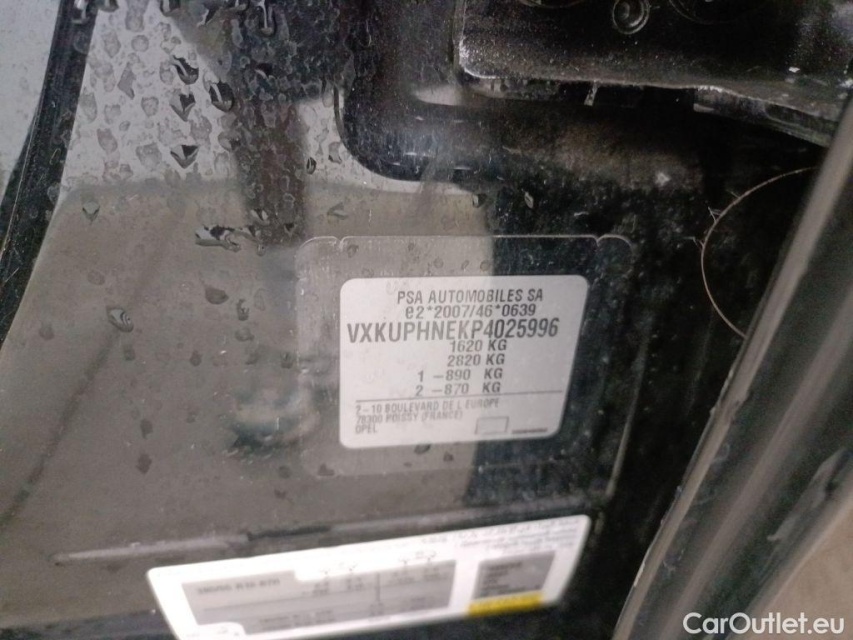 PSA AUTOMOBILES SA
e2*2007/46*0639
VXKUPHNEKP4025996
1620 KG
2820 KG
1 -890 KG
2 -870 KG
2 -10 BOULEVARD DE L EUROPE
78300 POISSY (FRANCE)
OPEL
CarOutlet.eu